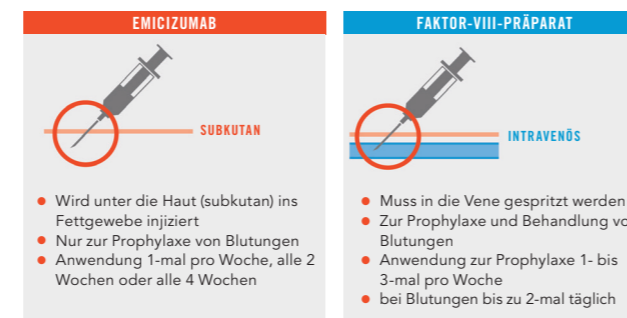 EMICIZUMAB
SUBKUTAN
● Wird unter die Haut (subkutan) ins
Fettgewebe injiziert
● Nur zur Prophylaxe von Blutungen
● Anwendung 1-mal pro Woche, alle 2
Wochen oder alle 4 Wochen
FAKTOR-VIII-PRÄPARAT
INTRAVENÖS
● Muss in die Vene gespritzt werden
● Zur Prophylaxe und Behandlung
Blutungen
● Anwendung zur Prophylaxe 1- bis
3-mal pro Woche
● bei Blutungen bis zu 2-mal täglich